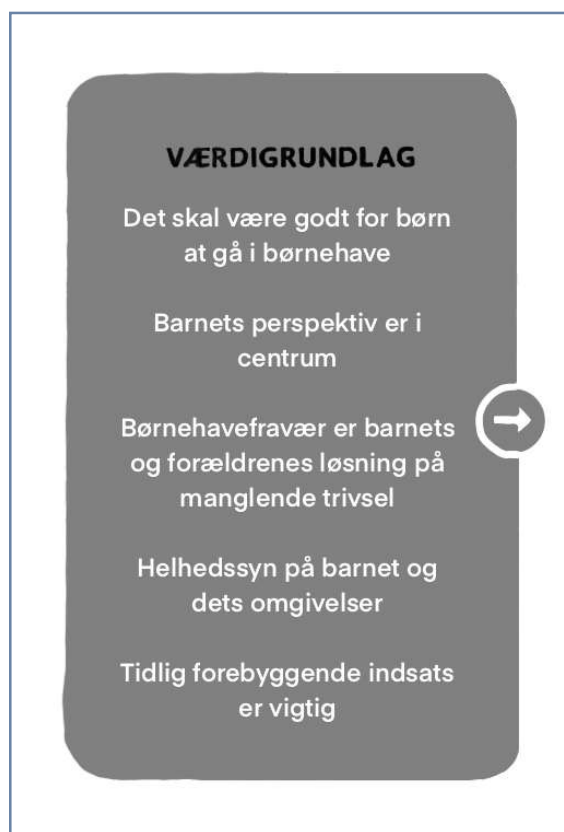 VÆRDIGRUNDLAG
Det skal være godt for børn
at gå i børnehave
Barnets perspektiv er i
centrum
Børnehavefravær er barnets
og forældrenes løsning på
manglende trivsel
Helhedssyn på barnet og
dets omgivelser
Tidlig forebyggende indsats
er vigtig